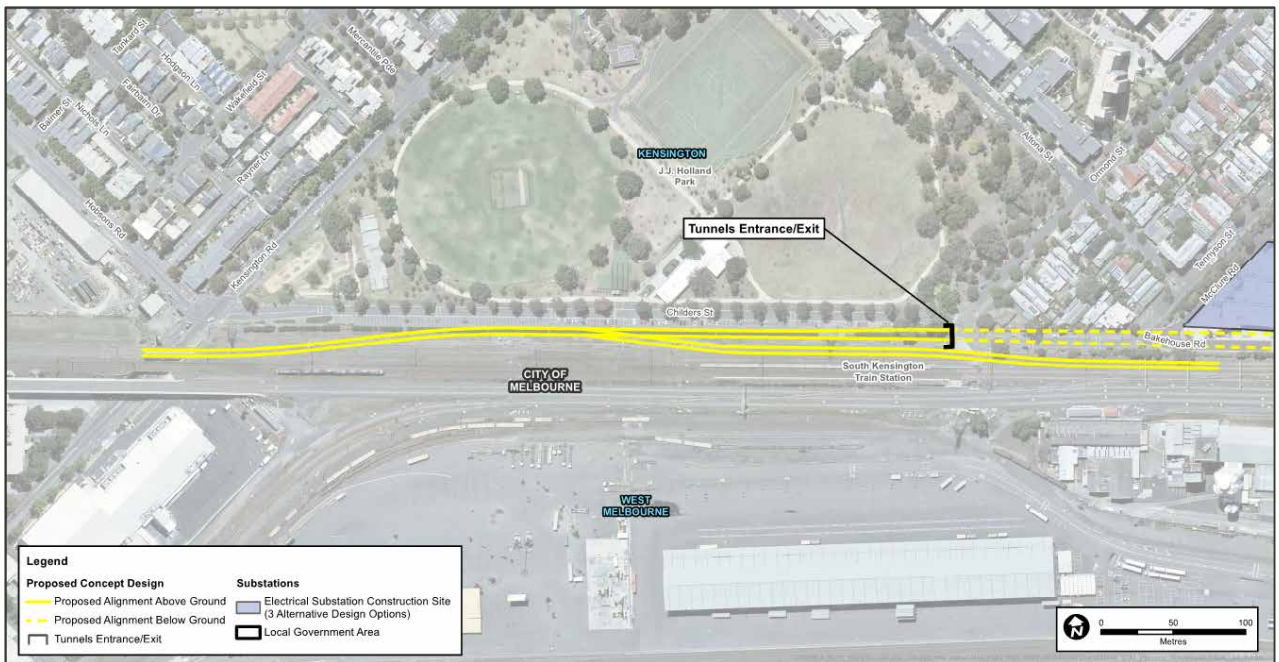 Tankard St
Hodgson Ln
Fairbairn Dr
Wakefield St
Mercantile Pde
Balmer St
Nichols Ln
Rayner Ln
Hobsons Rd
Kensington Rd
KENSINGTON
J.J. Holland
Park
Altona St
Ormond St
Tunnels Entrance/Exit
Tennyson St
McClure Rd
Childers St
Bakehouse Rd
South Kensington
Train Station
CITY OF
MELBOURNE
WEST
MELBOURNE
Legend
Proposed Concept Design
Proposed Alignment Above Ground
Proposed Alignment Below Ground
Tunnels Entrance/Exit
Substations
Electrical Substation Construction Site
(3 Alternative Design Options)
Local Government Area
N
0 50 100
Metres